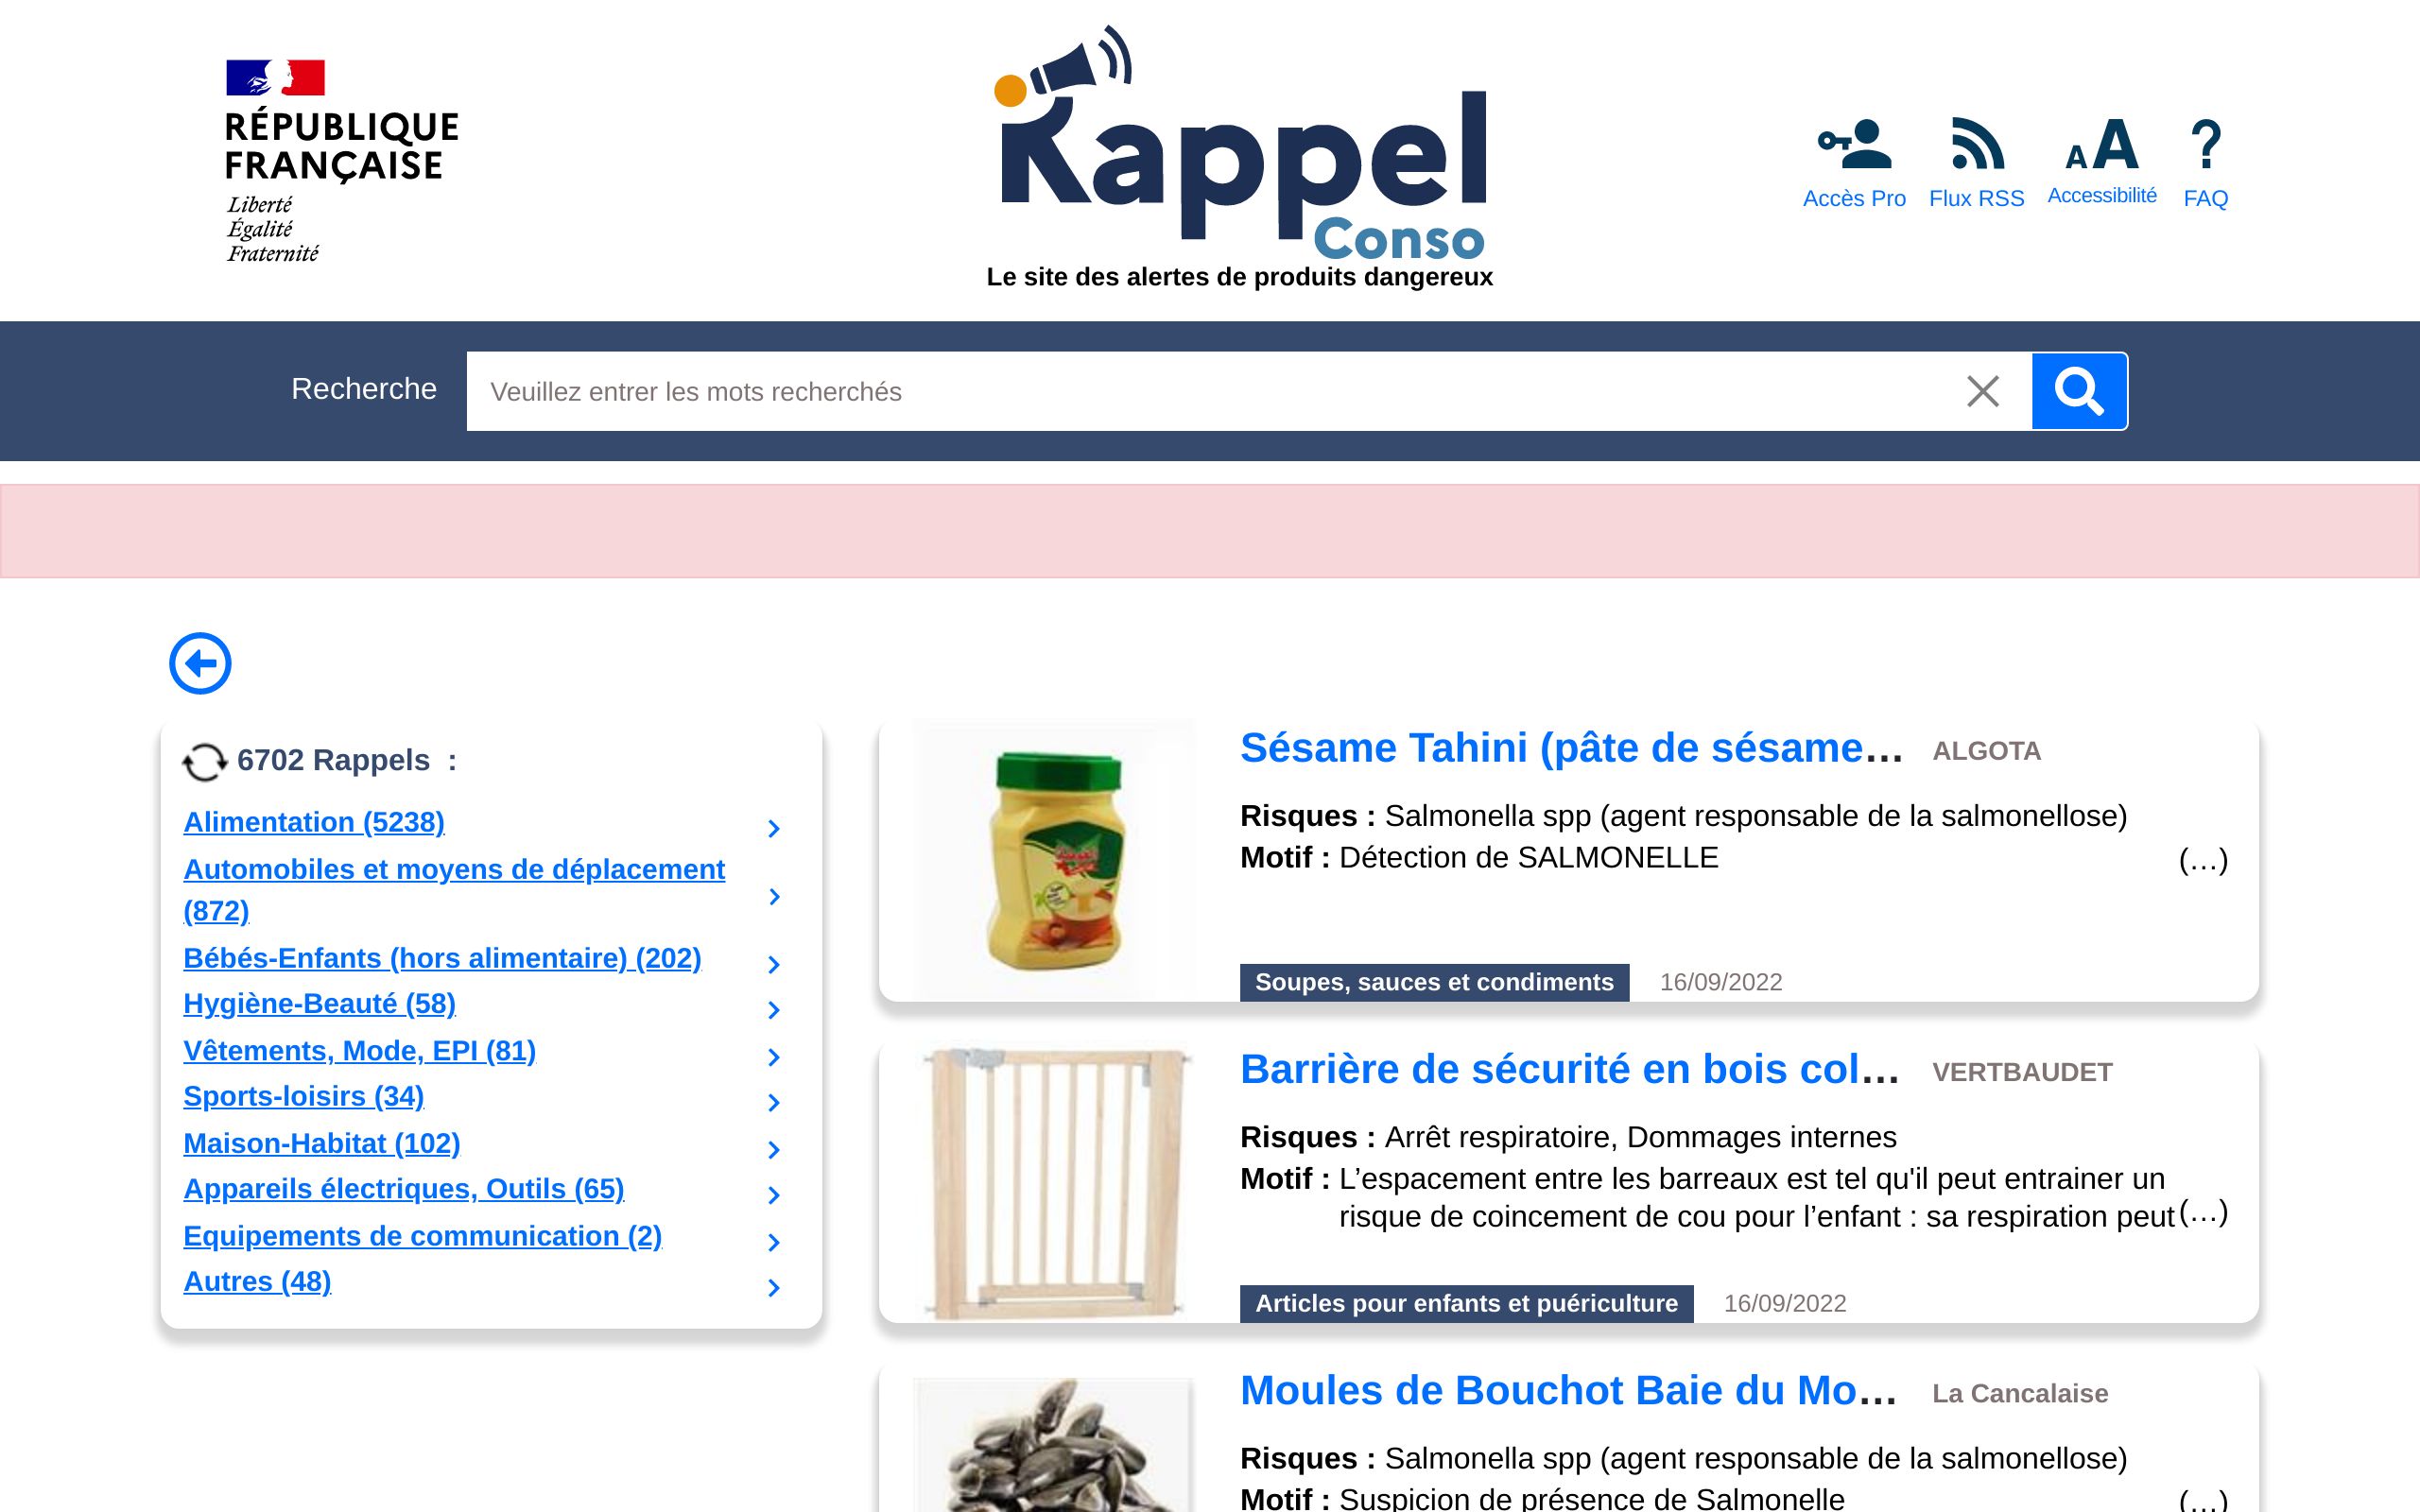 RÉPUBLIQUE
FRANÇAISE
Liberté
Égalité
Fraternité
Rappel
Conso
Le site des alertes de produits dangereux
Accès Pro
Flux RSS
AA
Accessibilité
?
FAQ
Recherche
Veuillez entrer les mots recherchés
6702 Rappels :
Alimentation (5238)
Automobiles et moyens de déplacement
(872)
Bébés-Enfants (hors alimentaire) (202)
Hygiène-Beauté (58)
Vêtements, Mode, EPI (81)
Sports-loisirs (34)
Maison-Habitat (102)
Appareils électriques, Outils (65)
Equipements de communication (2)
Autres (48)
Sésame Tahini (pâte de sésame... ALGOTA
Risques : Salmonella spp (agent responsable de la salmonellose)
Motif : Détection de SALMONELLE (...)
Soupes, sauces et condiments 16/09/2022
Barrière de sécurité en bois col... VERTBAUDET
Risques : Arrêt respiratoire, Dommages internes
Motif : L’espacement entre les barreaux est tel qu'il peut entrainer un
risque de coincement de cou pour l’enfant : sa respiration peut (...)
Articles pour enfants et puériculture 16/09/2022
Moules de Bouchot Baie du Mo... La Cancalaise
Risques : Salmonella spp (agent responsable de la salmonellose)
Motif : Suspicion de présence de Salmonelle (...)